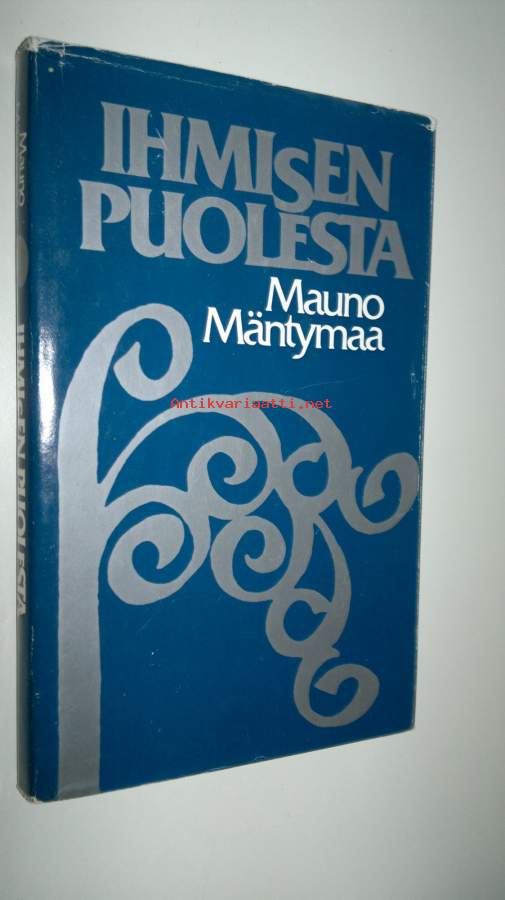 IHMISEN
PUOLESTA
Mauno
Mäntymaa
Antikvariaatti.net
Mauno
IHMISEN PUOLESTA